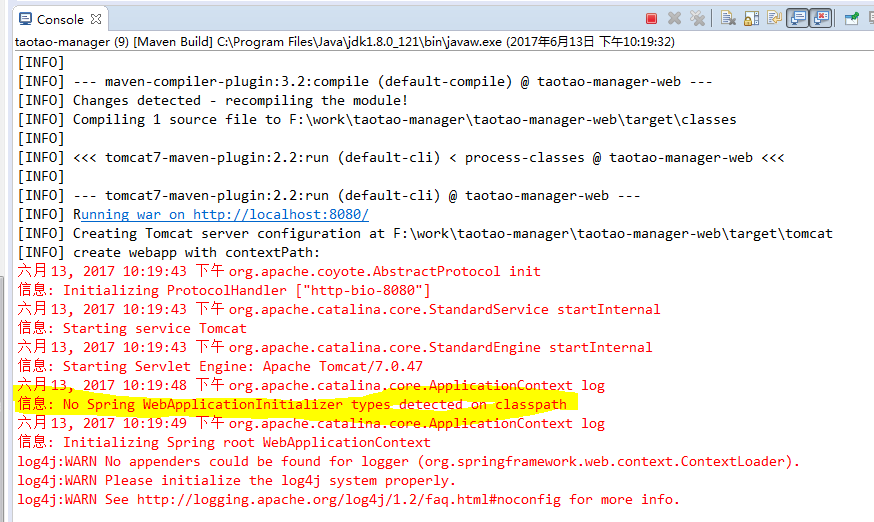 Console
taotao-manager (9) [Maven Build] C:\Program Files\Java\jdk1.8.0_121\bin\javaw.exe (2017年6月13日 下午10:19:32)
[INFO]
[INFO] --- maven-compiler-plugin:3.2:compile (default-compile) @ taotao-manager-web ---
[INFO] Changes detected - recompiling the module!
[INFO] Compiling 1 source file to F:\work\taotao-manager\taotao-manager-web\target\classes
[INFO]
[INFO] <<< tomcat7-maven-plugin:2.2:run (default-cli) < process-classes @ taotao-manager-web <<<
[INFO]
[INFO] --- tomcat7-maven-plugin:2.2:run (default-cli) @ taotao-manager-web ---
[INFO] Running war on http://localhost:8080/
[INFO] Creating Tomcat server configuration at F:\work\taotao-manager\taotao-manager-web\target\tomcat
[INFO] create webapp with contextPath:
六月 13, 2017 10:19:43 下午 org.apache.coyote.AbstractProtocol init
信息: Initializing ProtocolHandler ["http-bio-8080"]
六月 13, 2017 10:19:43 下午 org.apache.catalina.core.StandardService startInternal
信息: Starting service Tomcat
六月 13, 2017 10:19:43 下午 org.apache.catalina.core.StandardEngine startInternal
信息: Starting Servlet Engine: Apache Tomcat/7.0.47
六月 13, 2017 10:19:48 下午 org.apache.catalina.core.ApplicationContext log
信息: No Spring WebApplicationInitializer types detected on classpath
六月 13, 2017 10:19:49 下午 org.apache.catalina.core.ApplicationContext log
信息: Initializing Spring root WebApplicationContext
log4j:WARN No appenders could be found for logger (org.springframework.web.context.ContextLoader).
log4j:WARN Please initialize the log4j system properly.
log4j:WARN See http://logging.apache.org/log4j/1.2/faq.html#noconfig for more info.